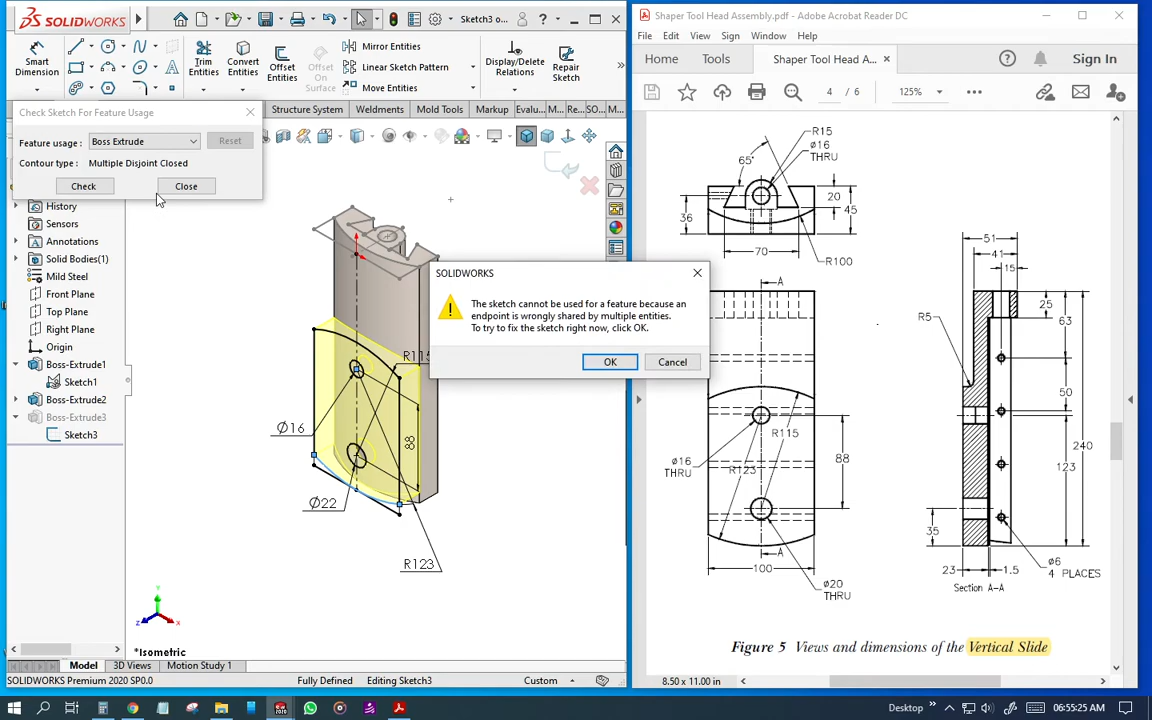 SOLIDWORKS
Sketch3 o...
?
Smart Dimension
Trim Entities
Convert Entities
Offset Entities
Offset On Surface
Mirror Entities
Linear Sketch Pattern
Move Entities
Display/Delete Relations
Repair Sketch
Structure System
Weldments
Mold Tools
Markup
Me...
Re...
SO...
Check Sketch For Feature Usage
Feature usage :
Boss Extrude
Reset
Contour type :
Multiple Disjoint Closed
Check
Close
History
Sensors
Annotations
Solid Bodies(1)
Mild Steel
Front Plane
Top Plane
Right Plane
Origin
Boss-Extrude1
Sketch1
Boss-Extrude2
Boss-Extrude3
Sketch3
R115
Ø16
88
Ø22
R123
Y
Z
X
*Isometric
SOLIDWORKS
The sketch cannot be used for a feature because an
endpoint is wrongly shared by multiple entities.
To try to fix the sketch right now, click OK.
OK
Cancel
Model
3D Views
Motion Study 1
SOLIDWORKS Premium 2020 SP0.0
Fully Defined
Editing Sketch3
Custom
Shaper Tool Head Assembly.pdf - Adobe Acrobat Reader DC
File
Edit
View
Sign
Window
Help
Home
Tools
Shaper Tool Head A...
Sign In
4 / 6
125%
R15
Ø16
THRU
65°
20
45
36
70
R100
A
A
R115
R123
Ø16
THRU
88
100
Ø20
THRU
51
41
15
25
63
R5
50
240
123
35
23
1.5
Ø6
4 PLACES
Section A-A
Figure 5 Views and dimensions of the Vertical Slide
8.50 x 11.00 in
Desktop
06:55:25 AM